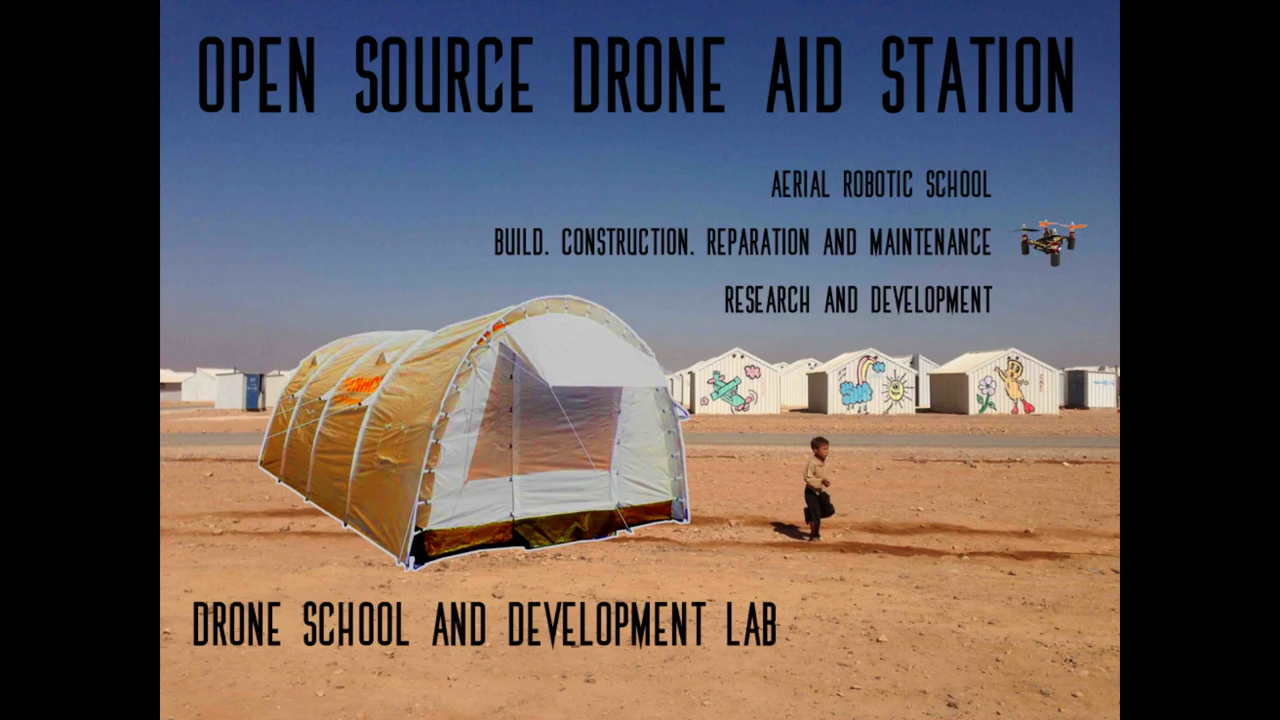 OPEN SOURCE DRONE AID STATION
AERIAL ROBOTIC SCHOOL
BUILD. CONSTRUCTION. REPARATION AND MAINTENANCE
RESEARCH AND DEVELOPMENT
DRONE SCHOOL AND DEVELOPMENT LAB